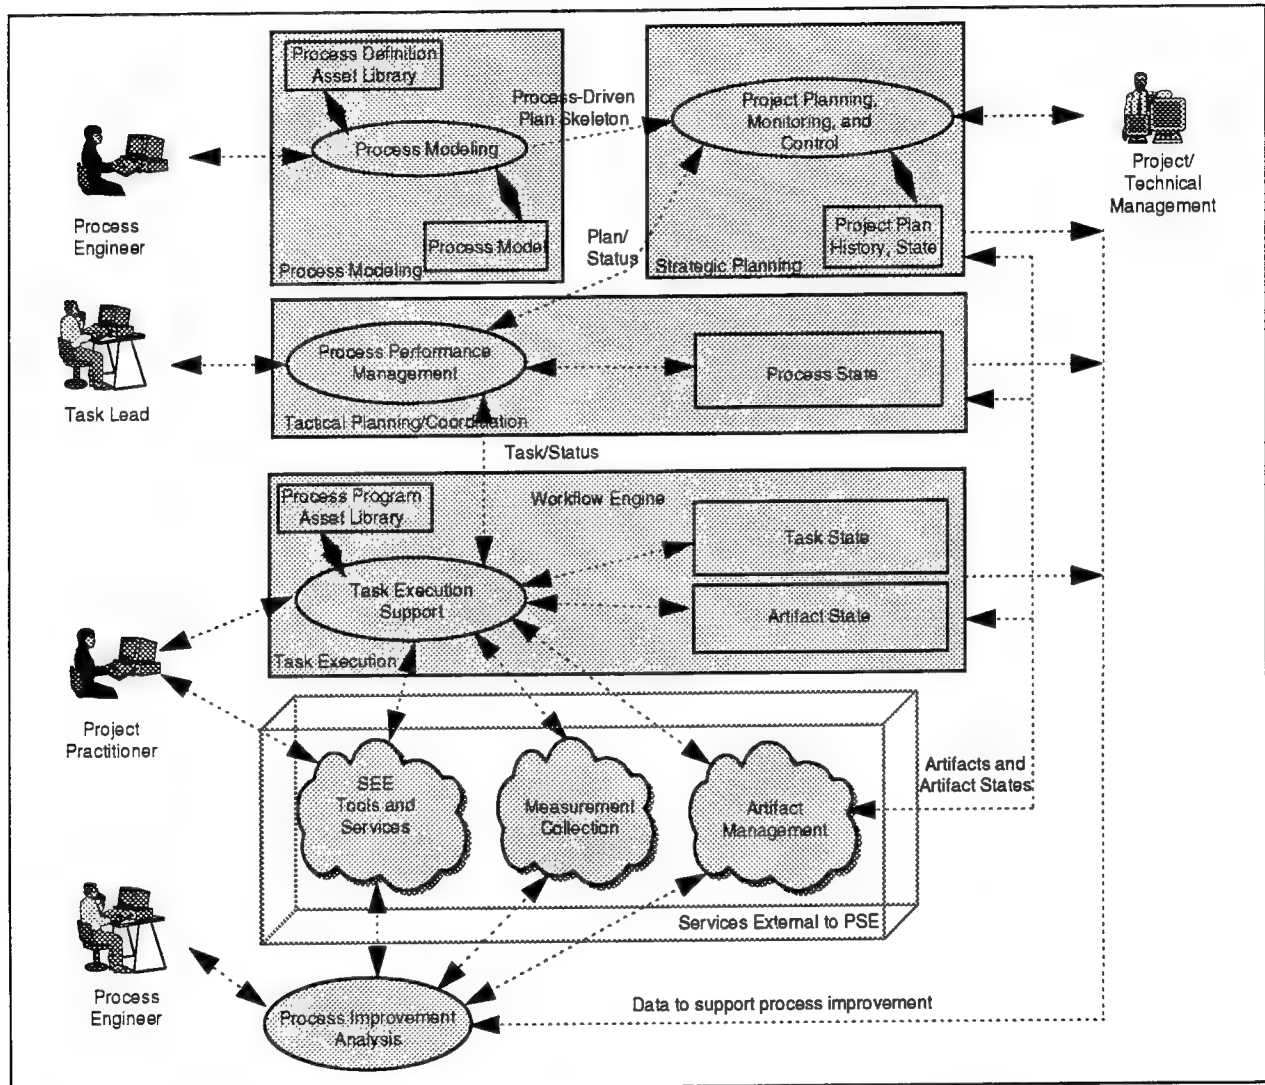 Process Definition
Asset Library
Process-Driven
Plan Skeleton
Process Modeling
Project Planning,
Monitoring, and
Control
Project/
Technical
Management
Process
Engineer
Process Model
Process Modeling
Plan/
Status
Project Plan
History, State
Strategic Planning
Task Lead
Process Performance
Management
Process State
Tactical Planning/Coordination
Task/Status
Process Program
Asset Library
Workflow Engine
Task State
Task Execution
Support
Artifact State
Task Execution
Project
Practitioner
SEE
Tools and
Services
Measurement
Collection
Artifact
Management
Artifacts and
Artifact States
Services External to PSE
Process
Engineer
Process Improvement
Analysis
Data to support process improvement